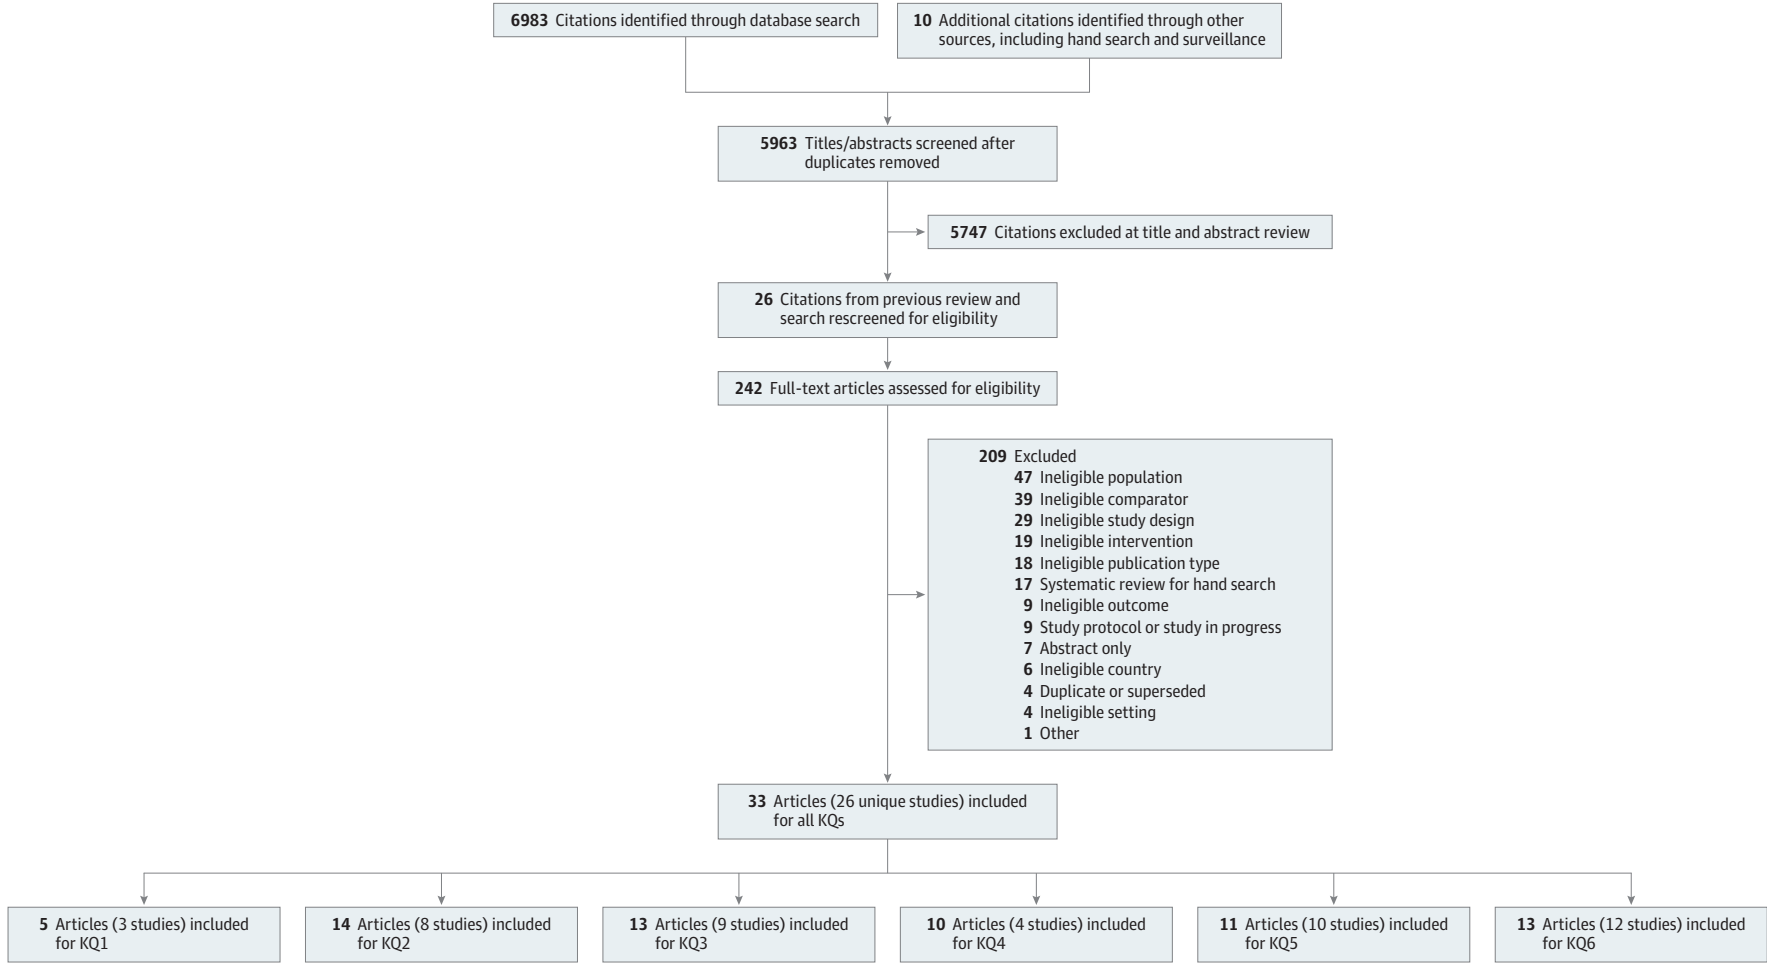 6983 Citations identified through database search
10 Additional citations identified through other
sources, including hand search and surveillance
5963 Titles/abstracts screened after
duplicates removed
5747 Citations excluded at title and abstract review
26 Citations from previous review and
search rescreened for eligibility
242 Full-text articles assessed for eligibility
209 Excluded
47 Ineligible population
39 Ineligible comparator
29 Ineligible study design
19 Ineligible intervention
18 Ineligible publication type
17 Systematic review for hand search
9 Ineligible outcome
9 Study protocol or study in progress
7 Abstract only
6 Ineligible country
4 Duplicate or superseded
4 Ineligible setting
1 Other
33 Articles (26 unique studies) included
for all KQs
5 Articles (3 studies) included
for KQ1
14 Articles (8 studies) included
for KQ2
13 Articles (9 studies) included
for KQ3
10 Articles (4 studies) included
for KQ4
11 Articles (10 studies) included
for KQ5
13 Articles (12 studies) included
for KQ6